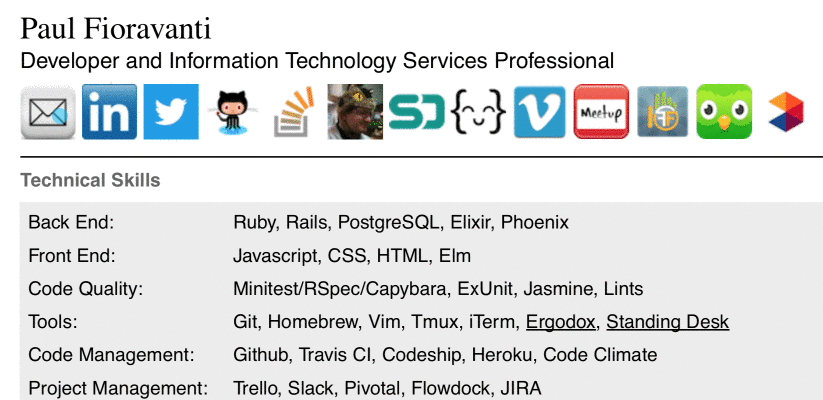 Paul Fioravanti
Developer and Information Technology Services Professional
in
SD
{ }
V
Meetup
FF
Technical Skills
Back End: Ruby, Rails, PostgreSQL, Elixir, Phoenix
Front End: Javascript, CSS, HTML, Elm
Code Quality: Minitest/RSpec/Capybara, ExUnit, Jasmine, Lints
Tools: Git, Homebrew, Vim, Tmux, iTerm, Ergodox, Standing Desk
Code Management: Github, Travis CI, Codeship, Heroku, Code Climate
Project Management: Trello, Slack, Pivotal, Flowdock, JIRA